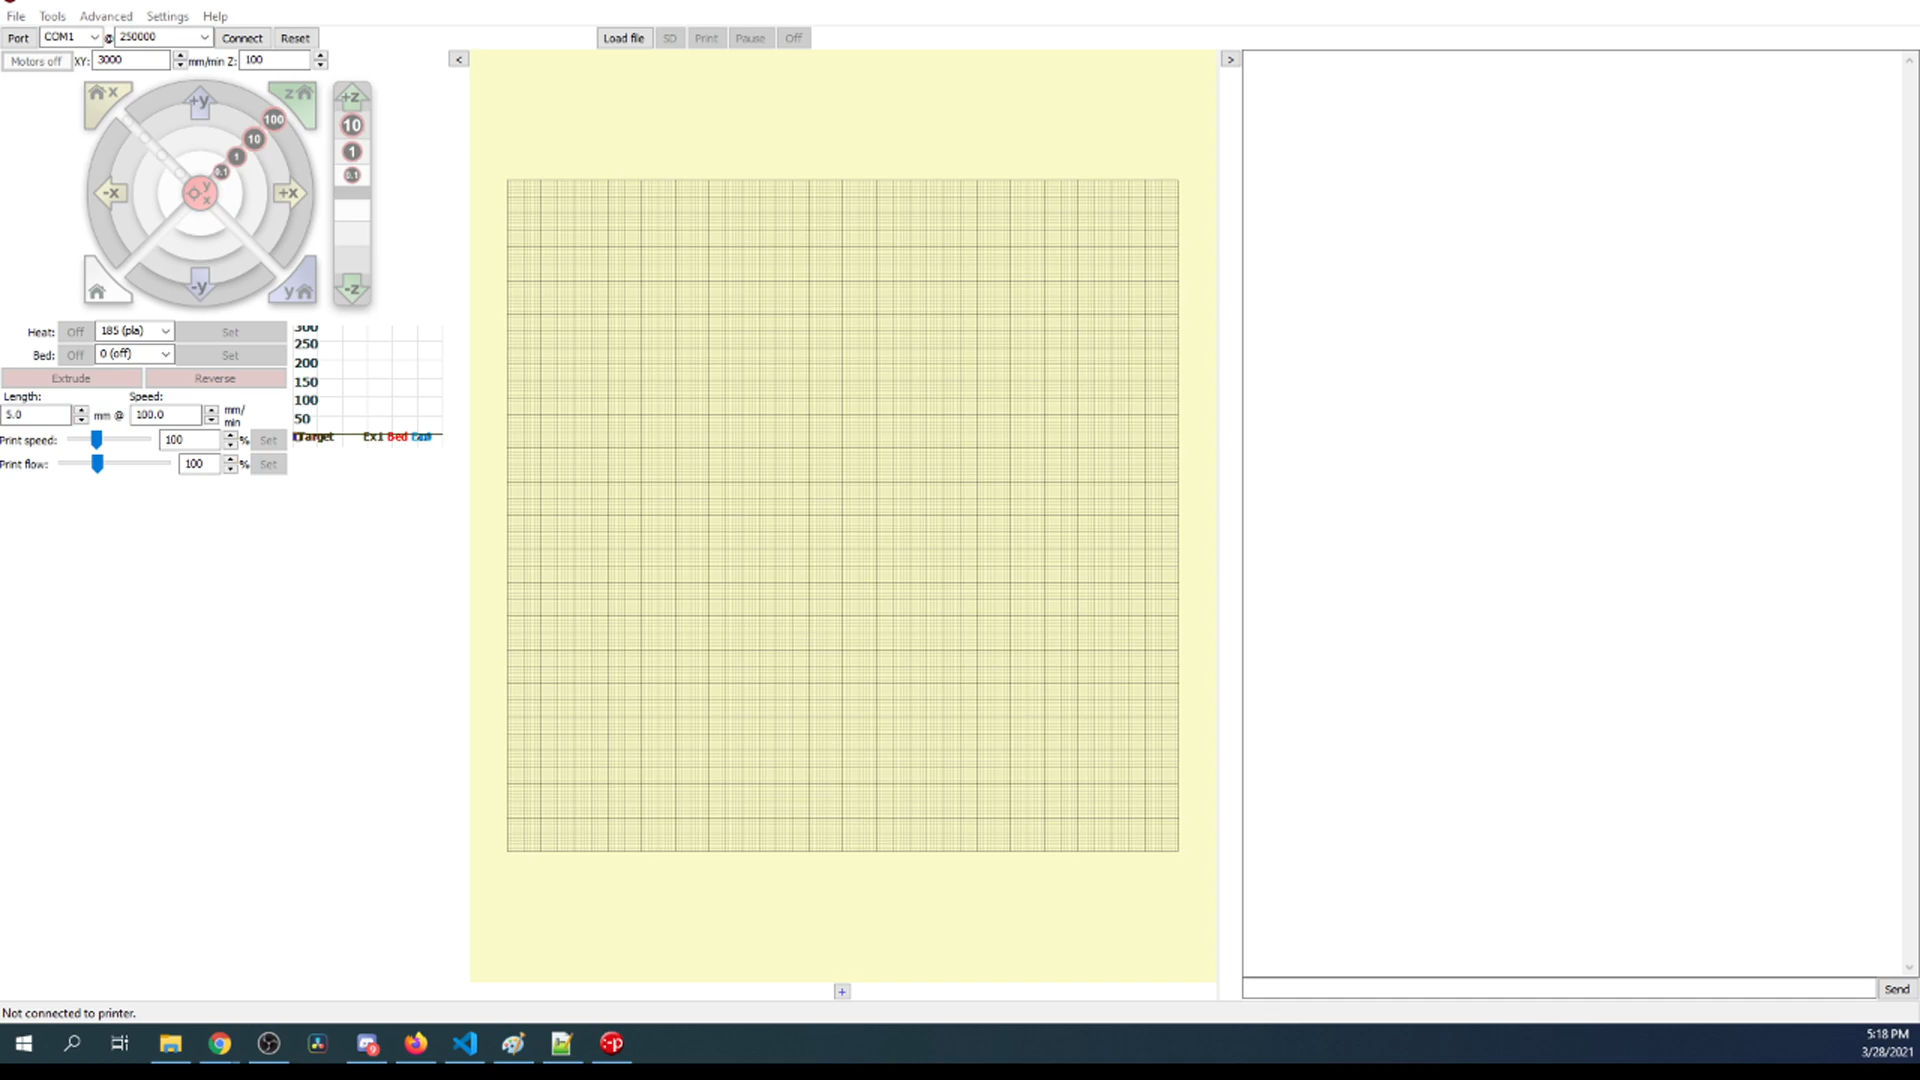 File Tools Advanced Settings Help
Port COM1 @ 250000 Connect Reset Load file SD Print Pause Off
Motors off XY: 3000 mm/min Z: 100 < >
x +y z +z
100 10
10 1
1 0.1
0.1
-x y x +x
-y y -z
Heat: Off 185 (pla) Set
Bed: Off 0 (off) Set
Extrude Reverse
Length: Speed:
5.0 mm @ 100.0 mm/
min
Print speed: 100 % Set
Print flow: 100 % Set
300
250
200
150
100
50
Target Ex1 Bed
+
Send
Not connected to printer.
5:18 PM
3/28/2021